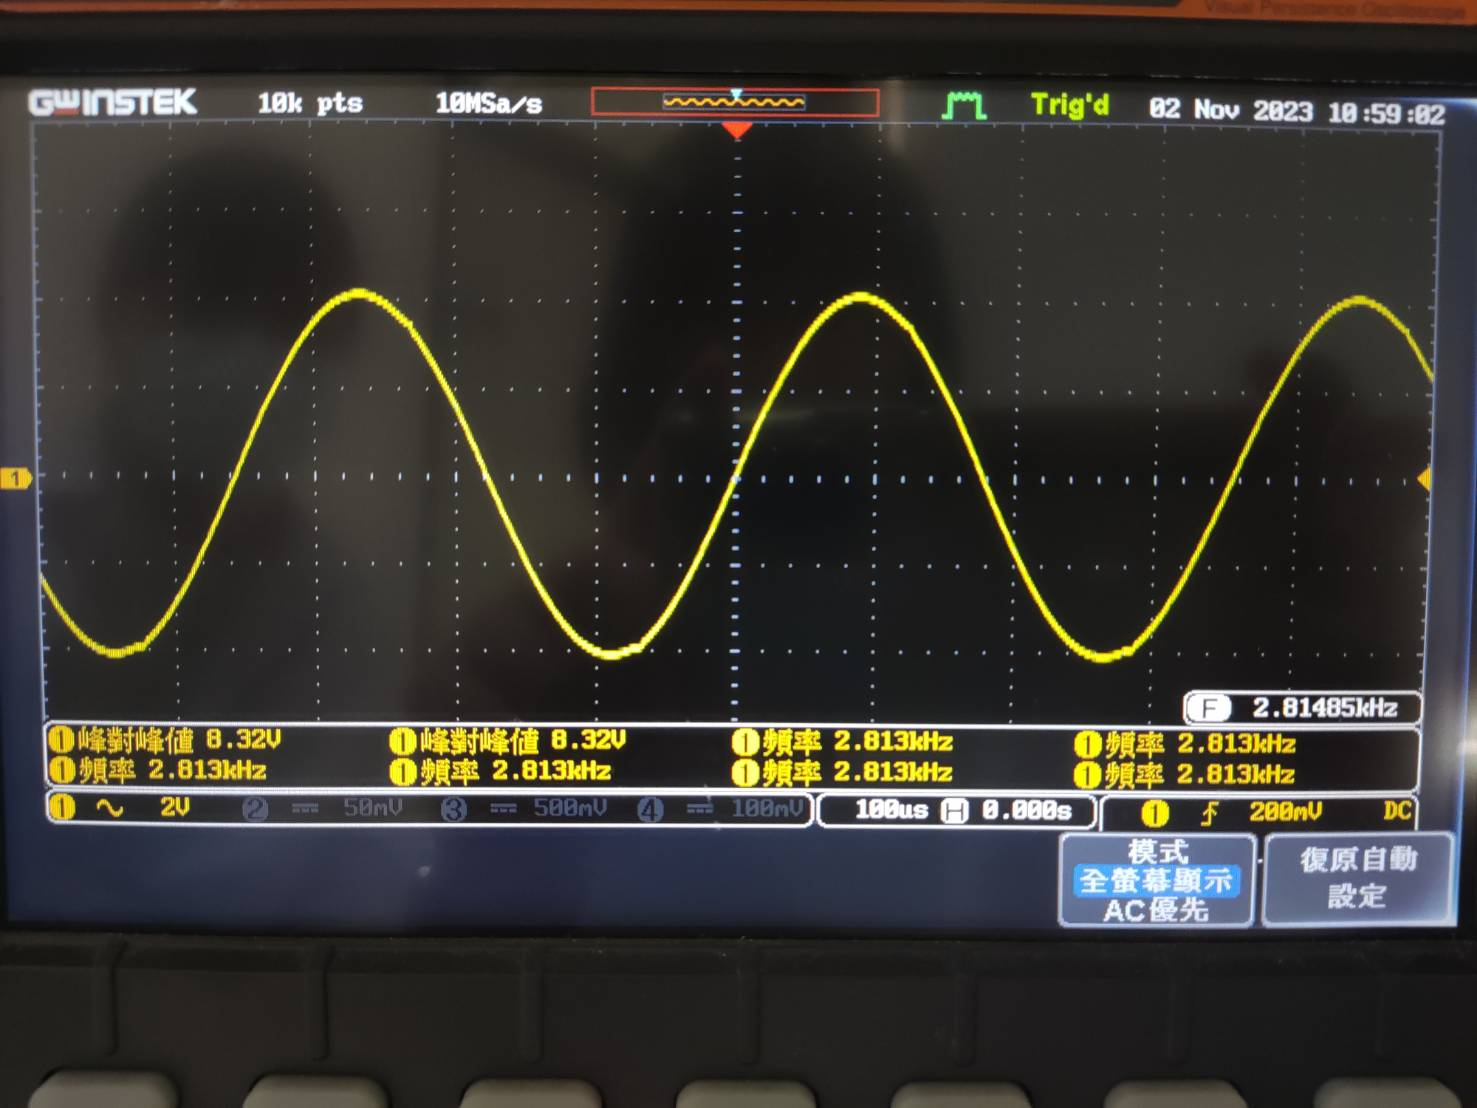 Visual Persistence Oscilloscope
GWINSTEK 10k pts 10MSa/s Trig'd 02 Nov 2023 10:59:02
1
F 2.81485kHz
1 峰對峰值 8.32V 1 峰對峰值 8.32V 1 頻率 2.813kHz 1 頻率 2.813kHz
1 頻率 2.813kHz 1 頻率 2.813kHz 1 頻率 2.813kHz 1 頻率 2.813kHz
1 2V 2 50mV 3 500mV 4 100mV 100us H 0.000s 1 200mV DC
模式
全螢幕顯示
AC優先
復原自動
設定